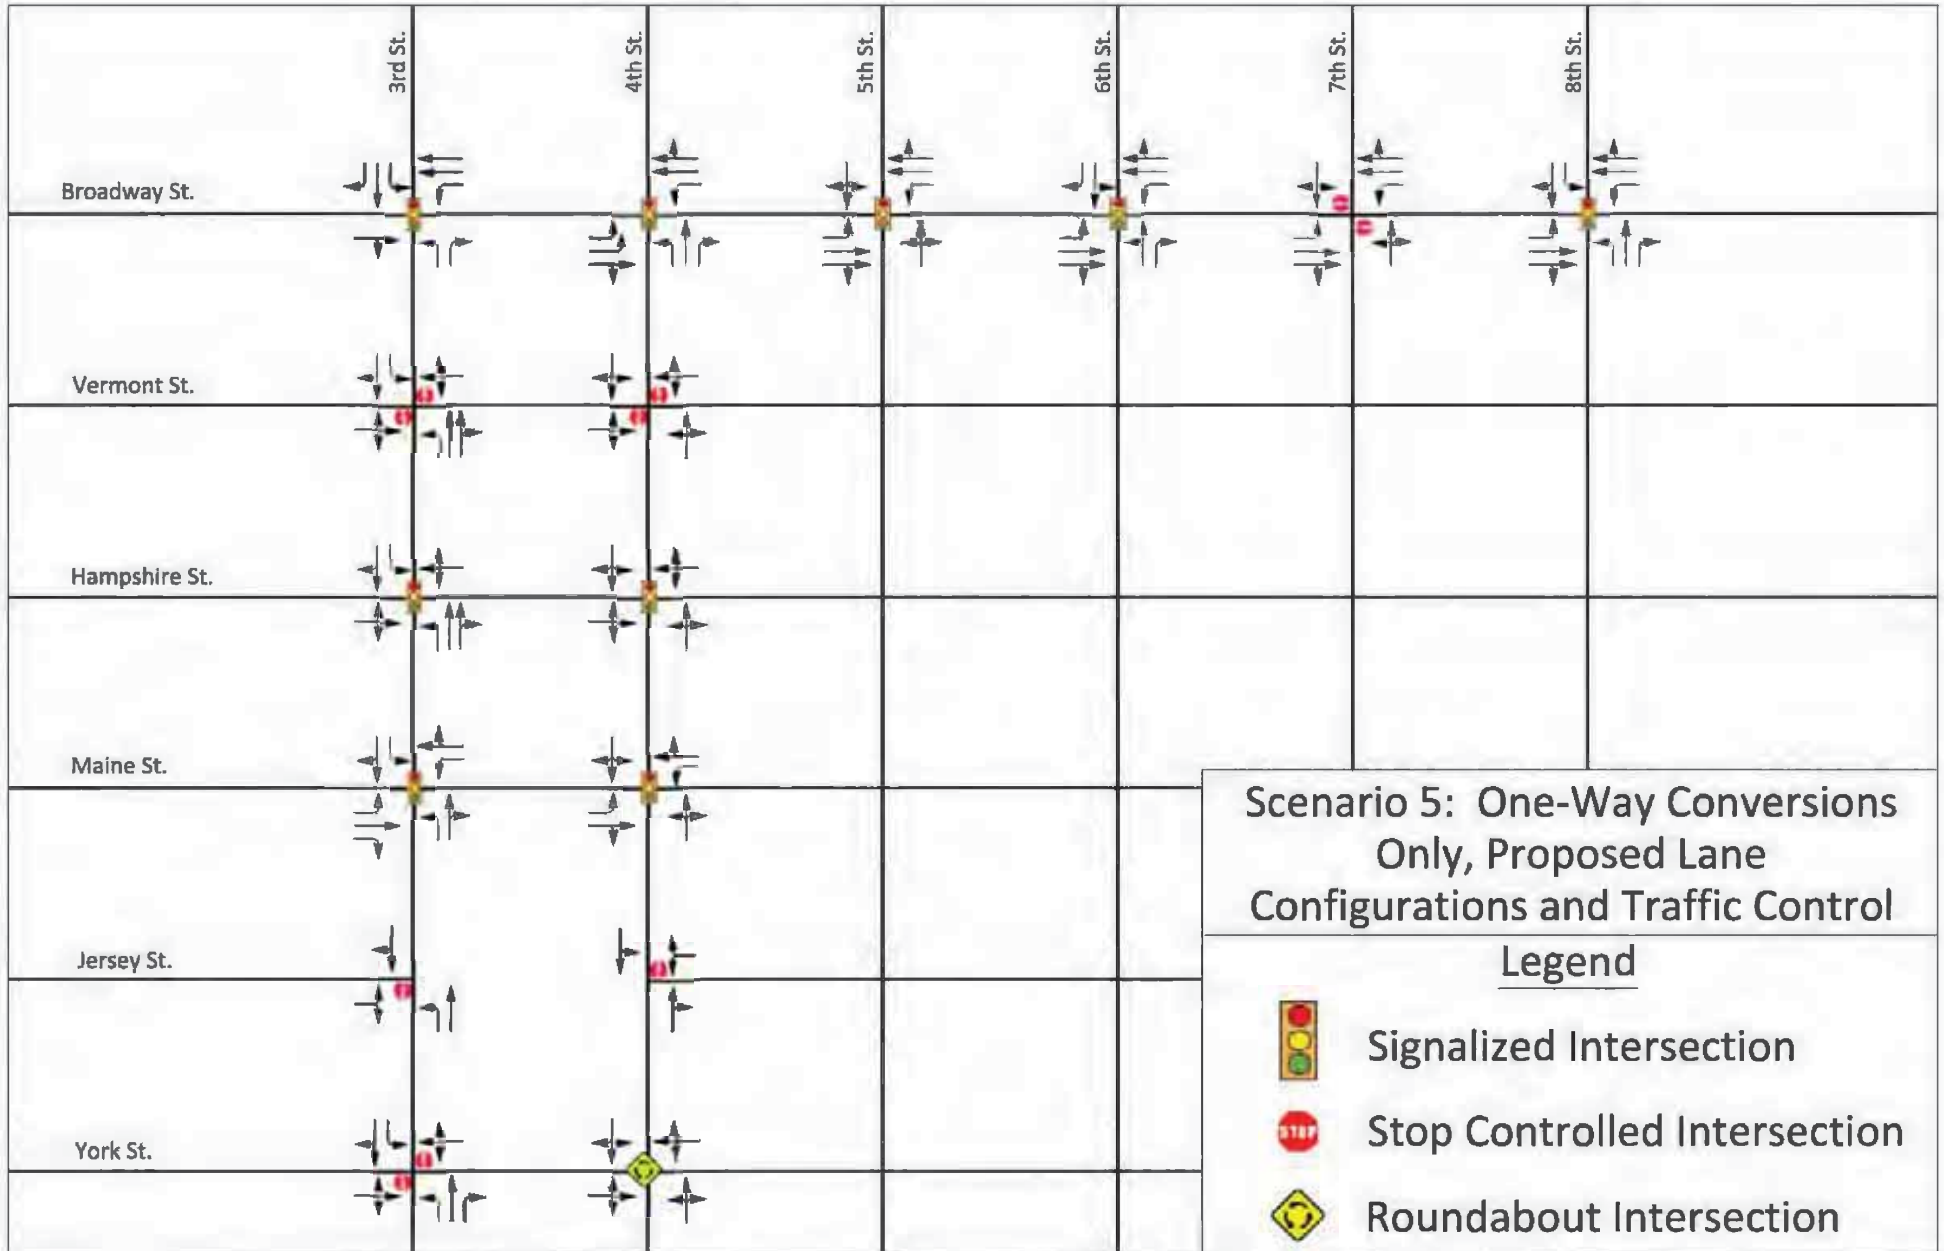 3rd St.
4th St.
5th St.
6th St.
7th St.
8th St.
Broadway St.
Vermont St.
Hampshire St.
Maine St.
Jersey St.
York St.
Scenario 5: One-Way Conversions
Only, Proposed Lane
Configurations and Traffic Control
Legend
Signalized Intersection
STOP
Stop Controlled Intersection
Roundabout Intersection